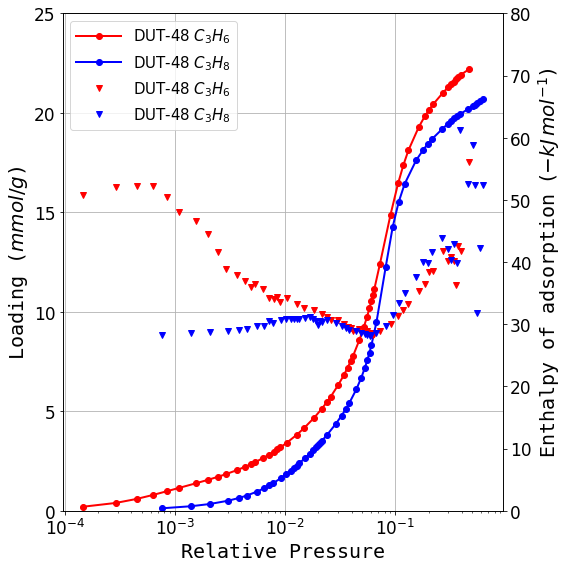 DUT-48 C₃H₆
DUT-48 C₃H₈
DUT-48 C₃H₆
DUT-48 C₃H₈
25
20
15
10
5
0
Loading (mmol/g)
80
70
60
50
40
30
20
10
0
Enthalpy of adsorption (−kJmol⁻¹)
10⁻⁴ 10⁻³ 10⁻² 10⁻¹
Relative Pressure